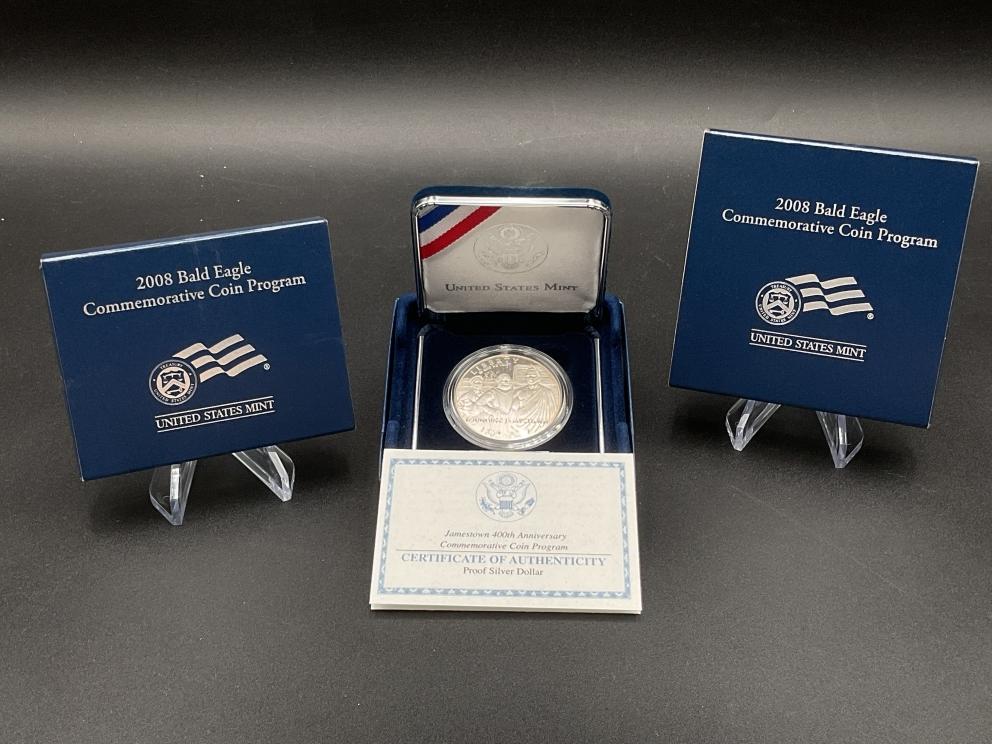 2008 Bald Eagle
Commemorative Coin Program
UNITED STATES MINT
®
UNITED STATES MINT
LIBERTY
Jamestown 400th Anniversary
Commemorative Coin Program
CERTIFICATE OF AUTHENTICITY
Proof Silver Dollar
2008 Bald Eagle
Commemorative Coin Program
®
UNITED STATES MINT